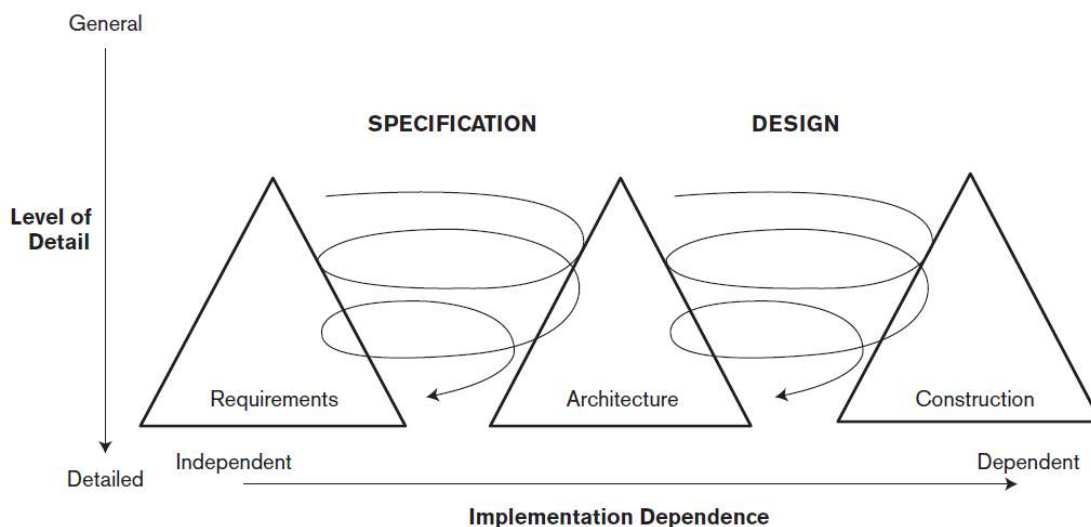 General
SPECIFICATION
DESIGN
Level of
Detail
Requirements
Architecture
Construction
Independent
Dependent
Detailed
Implementation Dependence